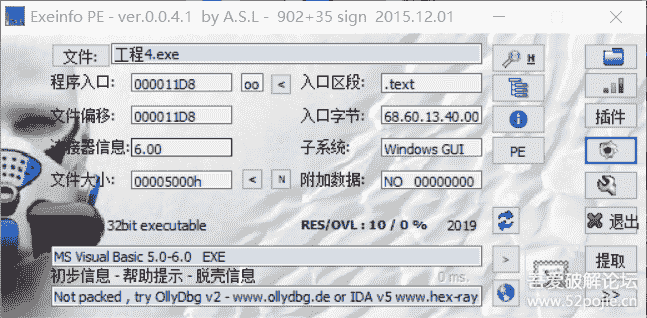 Exeinfo PE - ver.0.0.4.1 by A.S.L - 902+35 sign 2015.12.01
文件: 工程4.exe H
程序入口: 000011D8 oo < 入口区段: .text
文件偏移: 000011D8 入口字节: 68.60.13.40.00 插件
连接器信息: 6.00 子系统: Windows GUI PE
文件大小: 00005000h < N 附加数据: NO 00000000
32bit executable RES/OVL : 10 / 0 % 2019 退出
MS Visual Basic 5.0-6.0 EXE > 提取
初步信息 - 帮助提示 - 脱壳信息 0 ms.
Not packed , try OllyDbg v2 - www.ollydbg.de or IDA v5 www.hex-ray >>
吾爱破解论坛
www.52pojie.cn